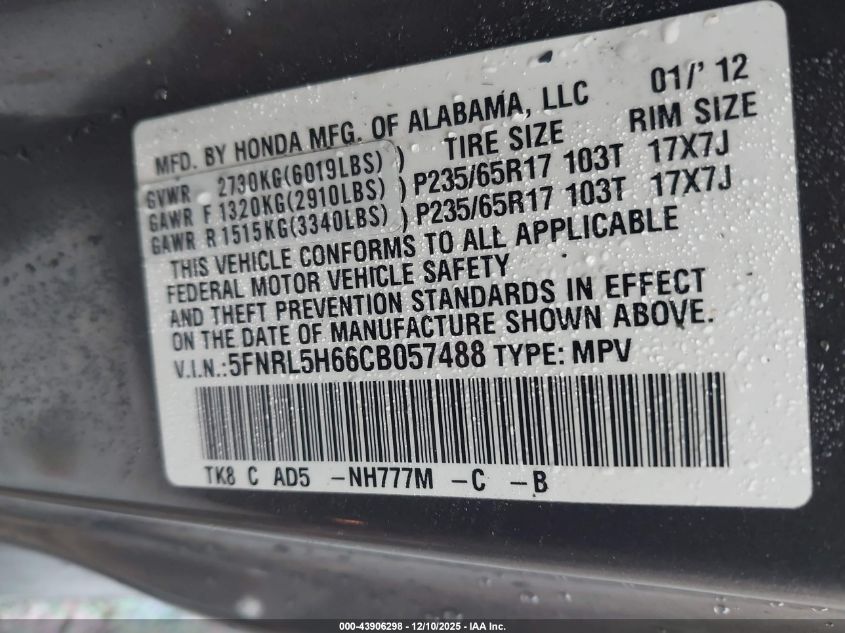 MFD. BY HONDA MFG. OF ALABAMA, LLC 01/' 12
GVWR 2730KG(6019LBS) ) TIRE SIZE RIM SIZE
GAWR F 1320KG(2910LBS) ) P235/65R17 103T 17X7J
GAWR R 1515KG(3340LBS) ) P235/65R17 103T 17X7J
THIS VEHICLE CONFORMS TO ALL APPLICABLE
FEDERAL MOTOR VEHICLE SAFETY
AND THEFT PREVENTION STANDARDS IN EFFECT
ON THE DATE OF MANUFACTURE SHOWN ABOVE.
V.I.N.:5FNRL5H66CB057488 TYPE: MPV
TK8 C AD5 –NH777M –C –B
000-43906298 - 12/10/2025 - IAA Inc.